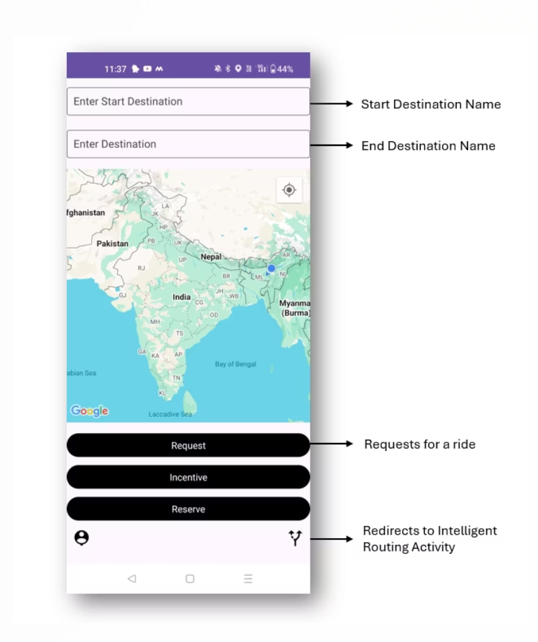 11:37
44%
Enter Start Destination
Start Destination Name
Enter Destination
End Destination Name
fghanistan
LA
JK
HP
Pakistan
PB
UK
Nepal
RJ
UP
AR
BR
ML
NL
GJ
India
JH
WB
CG
Myanma
(Burma)
OD
MH
TS
GA
KA
AP
Bay of Bengal
abian Sea
TN
KL
Google
Laccadive Sea
Request
Requests for a ride
Incentive
Reserve
Redirects to Intelligent
Routing Activity